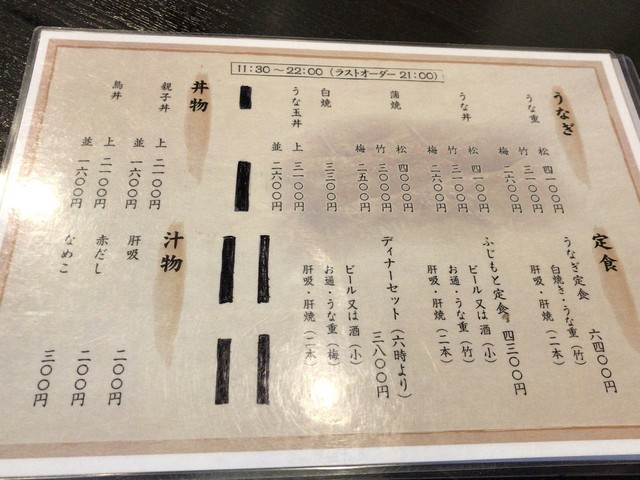 11:30～22:00（ラストオーダー 21:00）
うなぎ
うな重
松 四一〇〇円
竹 三一〇〇円
梅 二六〇〇円
うな丼
松 四一〇〇円
竹 三一〇〇円
梅 二六〇〇円
蒲焼
松 四〇〇〇円
竹 三〇〇〇円
梅 二五〇〇円
白焼
三三〇〇円
うな玉丼
上 三一〇〇円
並 二六〇〇円
丼物
親子丼
上 二一〇〇円
並 一六〇〇円
鳥丼
上 二一〇〇円
並 一六〇〇円
定食
うなぎ定食 六四〇〇円
白焼き・うな重（竹）
肝吸・肝焼（二本）
ふじもと定食 四三〇〇円
ビール又は酒（小）
お通・うな重（竹）
肝吸・肝焼（二本）
ディナーセット（六時より）
三八〇〇円
ビール又は酒（小）
お通・うな重（梅）
肝吸・肝焼（二本）
汁物
肝吸 二〇〇円
赤だし 二〇〇円
なめこ 三〇〇円